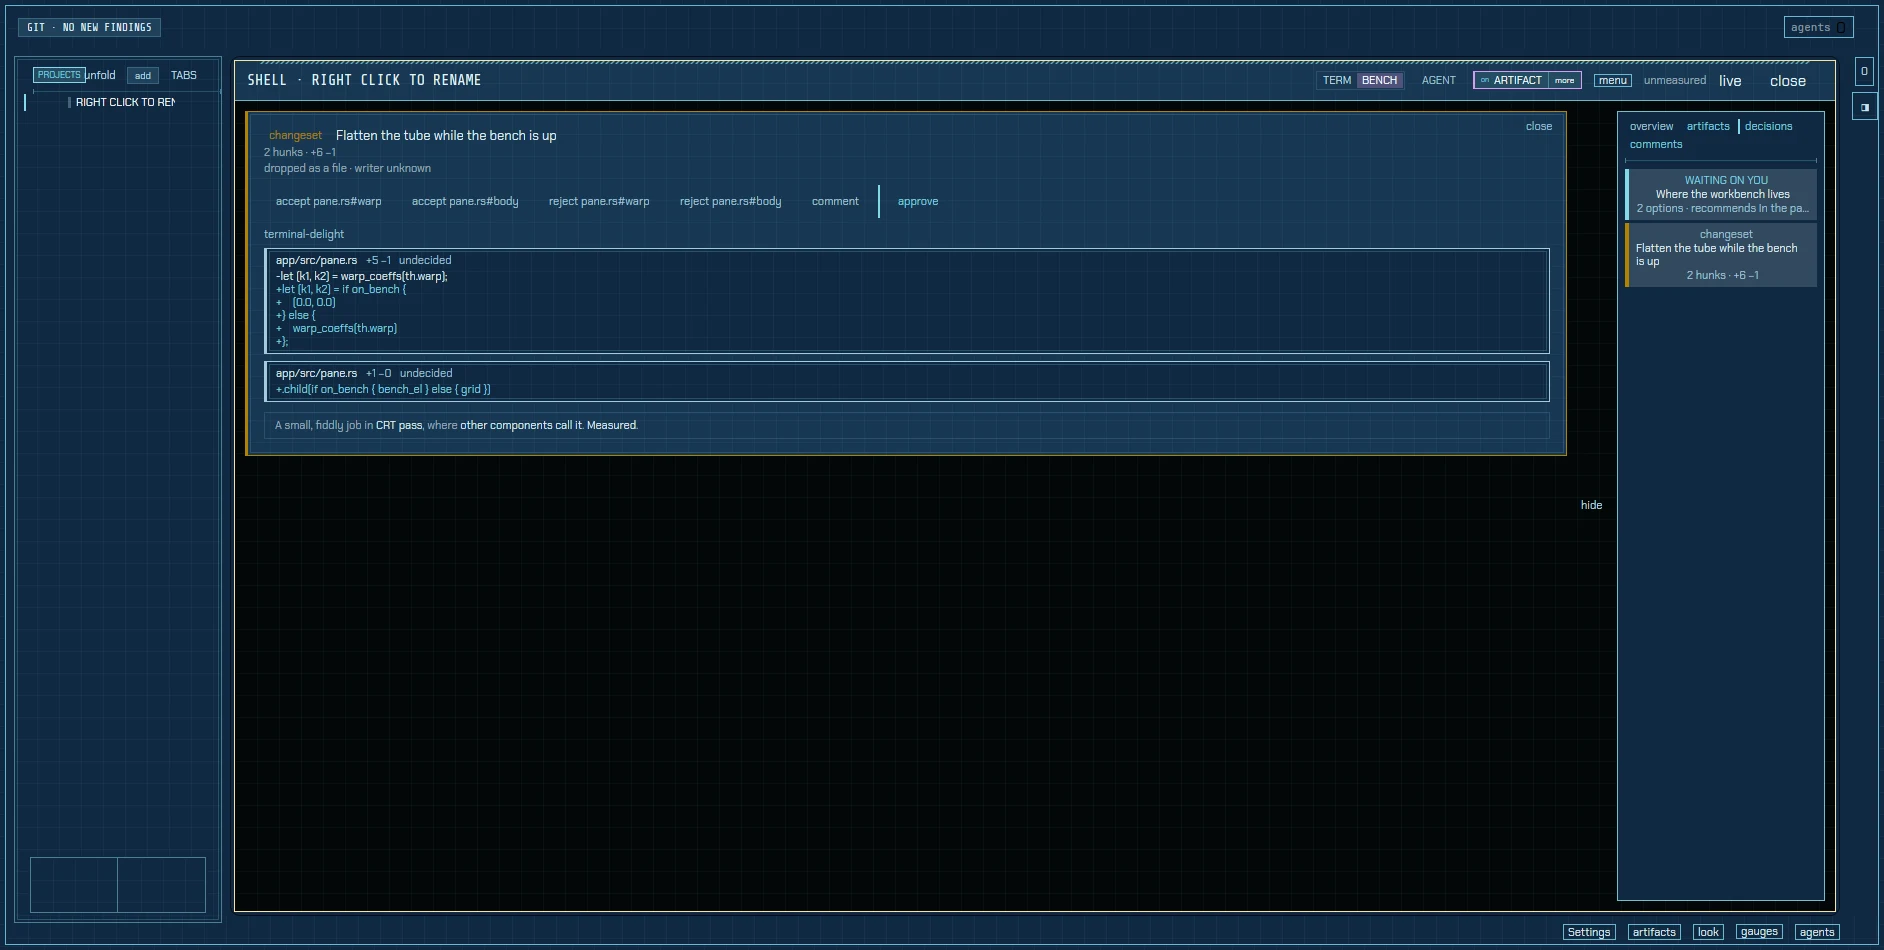 GIT · NO NEW FINDINGS
agents
PROJECTS unfold add TABS
RIGHT CLICK TO REN
SHELL · RIGHT CLICK TO RENAME
TERM BENCH AGENT on ARTIFACT more menu unmeasured live close
changeset Flatten the tube while the bench is up
close
2 hunks · +6 −1
dropped as a file · writer unknown
accept pane.rs#warp accept pane.rs#body reject pane.rs#warp reject pane.rs#body comment approve
terminal-delight
app/src/pane.rs +5 −1 undecided
-let (k1, k2) = warp_coeffs(th.warp);
+let (k1, k2) = if on_bench {
+ (0.0, 0.0)
+} else {
+ warp_coeffs(th.warp)
+};
app/src/pane.rs +1 −0 undecided
+.child(if on_bench { bench_el } else { grid })
A small, fiddly job in CRT pass, where other components call it. Measured.
hide
overview artifacts decisions
comments
WAITING ON YOU
Where the workbench lives
2 options · recommends In the pa…
changeset
Flatten the tube while the bench
is up
2 hunks · +6 −1
Settings artifacts look gauges agents